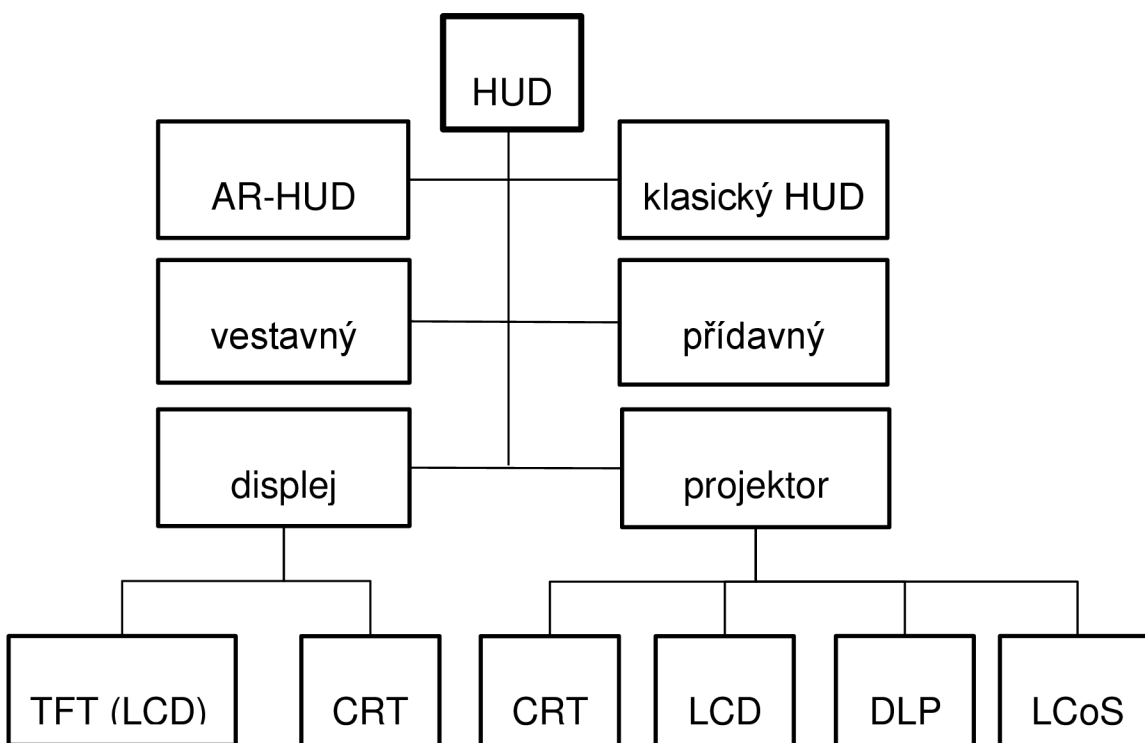 HUD
AR-HUD
klasický HUD
vestavný
přídavný
displej
projektor
TFT (LCD)
CRT
CRT
LCD
DLP
LCoS